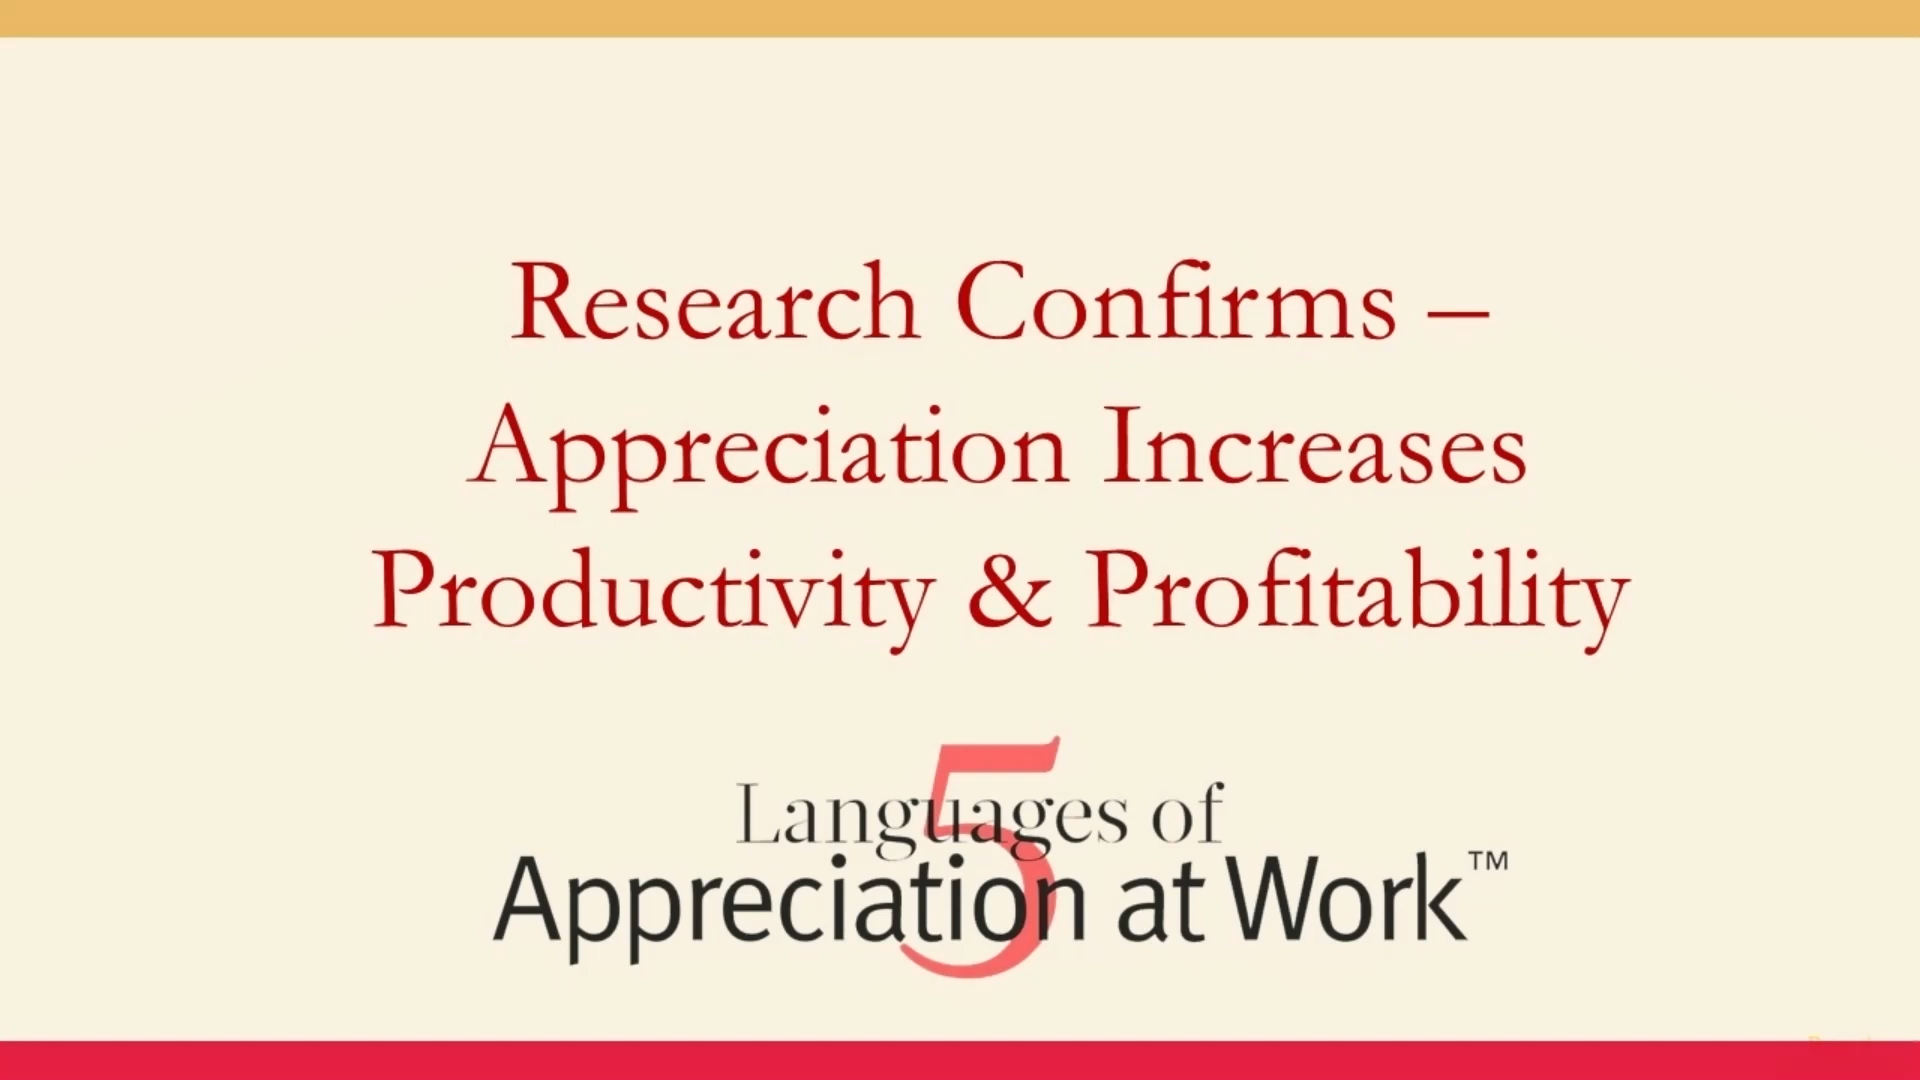 Research Confirms –
Appreciation Increases
Productivity & Profitability
5
Languages of
Appreciation at Work™